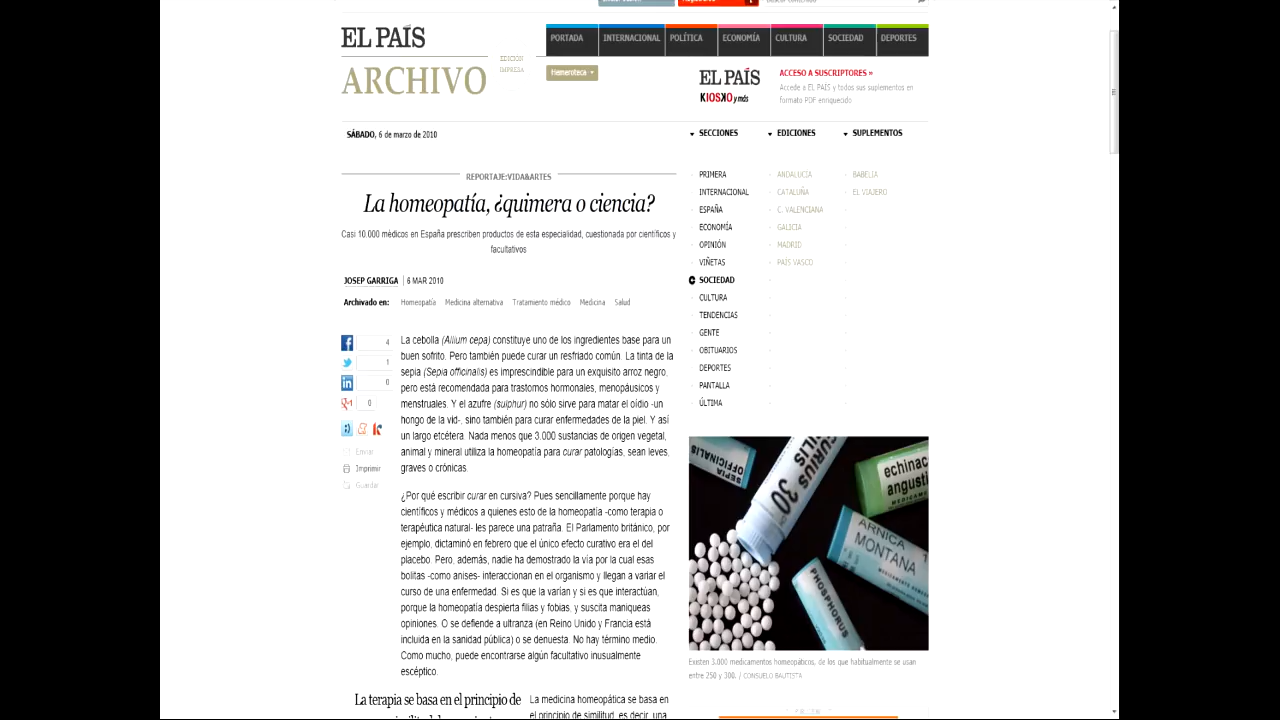 EL PAÍS
ARCHIVO
EDICIÓN
IMPRESA
PORTADA
INTERNACIONAL
POLÍTICA
ECONOMÍA
CULTURA
SOCIEDAD
DEPORTES
Hemeroteca
EL PAÍS
KIOSKO y más
ACCESO A SUSCRIPTORES »
Accede a EL PAÍS y todos sus suplementos en
formato PDF enriquecido
SÁBADO, 6 de marzo de 2010
SECCIONES
EDICIONES
SUPLEMENTOS
REPORTAJE:VIDA&ARTES
La homeopatía, ¿quimera o ciencia?
Casi 10.000 médicos en España prescriben productos de esta especialidad, cuestionada por científicos y
facultativos
JOSEP GARRIGA | 6 MAR 2010
Archivado en: Homeopatía Medicina alternativa Tratamiento médico Medicina Salud
4
1
0
0
Enviar
Imprimir
Guardar
La cebolla (Allium cepa) constituye uno de los ingredientes base para un
buen sofrito. Pero también puede curar un resfriado común. La tinta de la
sepia (Sepia officinalis) es imprescindible para un exquisito arroz negro,
pero está recomendada para trastornos hormonales, menopáusicos y
menstruales. Y el azufre (sulphur) no sólo sirve para matar el oídio -un
hongo de la vid-, sino también para curar enfermedades de la piel. Y así
un largo etcétera. Nada menos que 3.000 sustancias de origen vegetal,
animal y mineral utiliza la homeopatía para curar patologías, sean leves,
graves o crónicas.
¿Por qué escribir curar en cursiva? Pues sencillamente porque hay
científicos y médicos a quienes esto de la homeopatía -como terapia o
terapéutica natural- les parece una patraña. El Parlamento británico, por
ejemplo, dictaminó en febrero que el único efecto curativo era el del
placebo. Pero, además, nadie ha demostrado la vía por la cual esas
bolitas -como anises- interaccionan en el organismo y llegan a variar el
curso de una enfermedad. Si es que la varían y si es que interactúan,
porque la homeopatía despierta filias y fobias, y suscita maniqueas
opiniones. O se defiende a ultranza (en Reino Unido y Francia está
incluida en la sanidad pública) o se denuesta. No hay término medio.
Como mucho, puede encontrarse algún facultativo inusualmente
escéptico.
La terapia se basa en el principio de
La medicina homeopática se basa en
el principio de similitud, es decir, una
PRIMERA
INTERNACIONAL
ESPAÑA
ECONOMÍA
OPINIÓN
VIÑETAS
SOCIEDAD
CULTURA
TENDENCIAS
GENTE
OBITUARIOS
DEPORTES
PANTALLA
ÚLTIMA
ANDALUCÍA
CATALUÑA
C. VALENCIANA
GALICIA
MADRID
PAÍS VASCO
BABELIA
EL VIAJERO
SEPIA OFFICINALIS
CURIUS 30
echinac
angusti
ARNICA
MONTANA
PHOSPHORUS
Existen 3.000 medicamentos homeopáticos, de los que habitualmente se usan
entre 250 y 300. / CONSUELO BAUTISTA